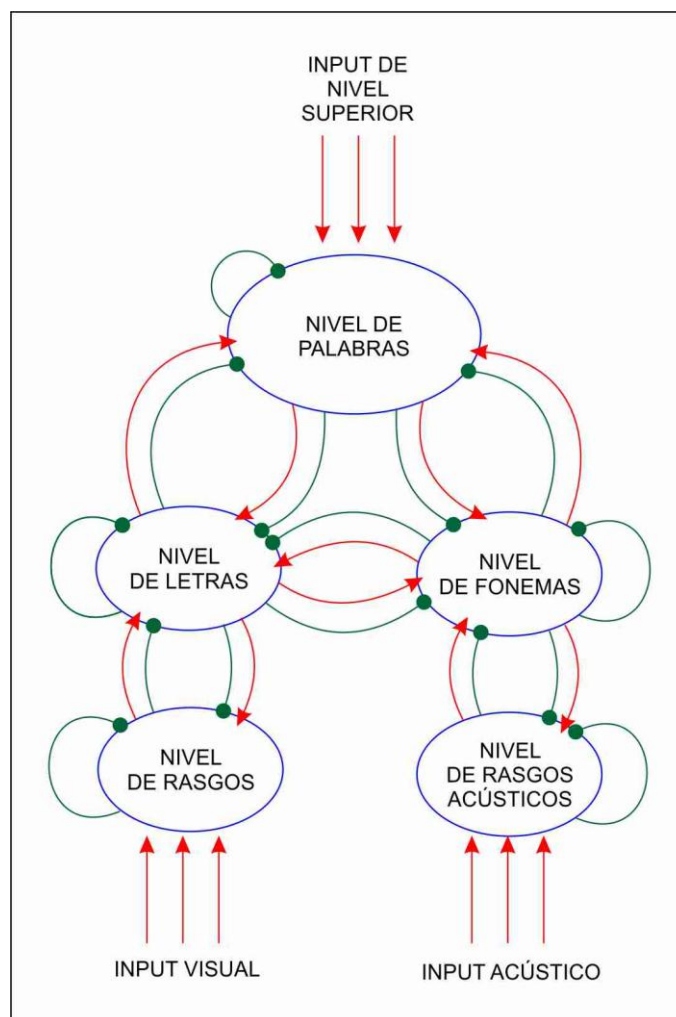 INPUT DE
NIVEL
SUPERIOR
NIVEL DE
PALABRAS
NIVEL
DE LETRAS
NIVEL
DE FONEMAS
NIVEL
DE RASGOS
NIVEL
DE RASGOS
ACÚSTICOS
INPUT VISUAL
INPUT ACÚSTICO